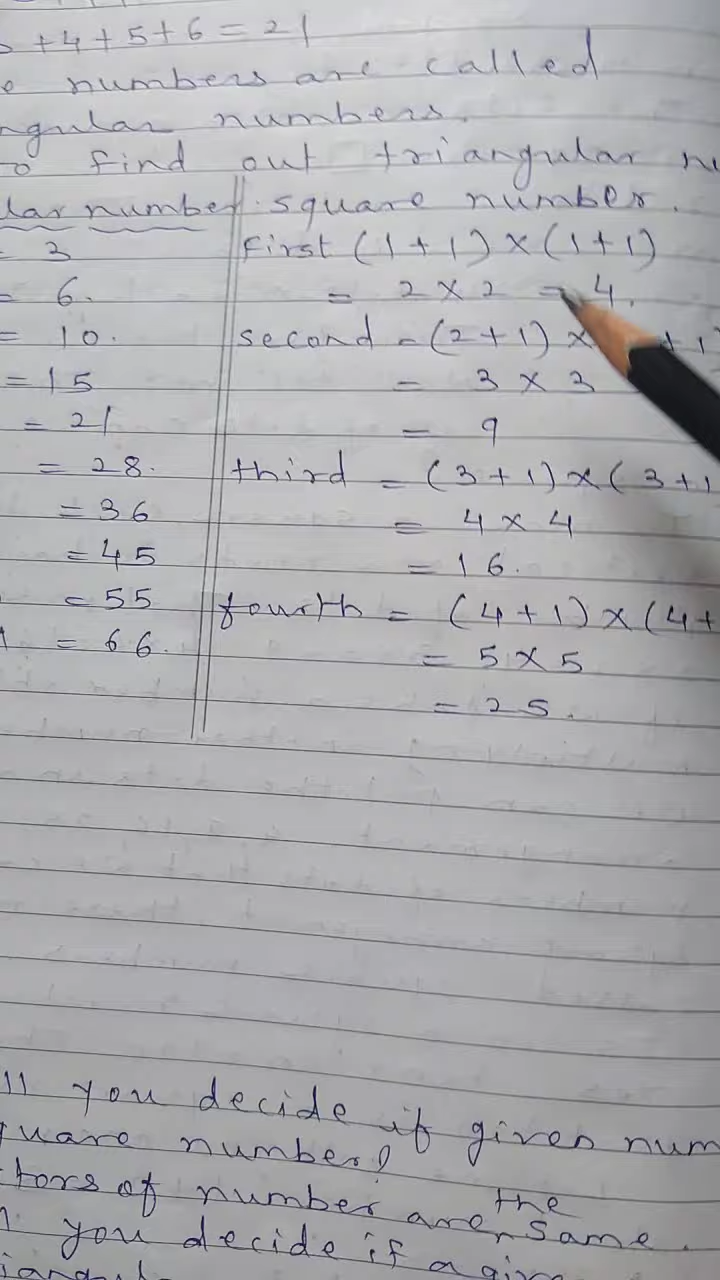 +4+5+6=21
numbers are called
numbers.
find out triangular
number square number.
3 first (1+1)×(1+1)
= 6. = 2×2 = 4.
= 10. second = (2+1)× +1)
=15 = 3×3
= 21 = 9
= 28. third = (3+1)×(3+1
=36 = 4×4
=45 =16.
=55 fourth = (4+1)×(4+
= 66. = 5×5
= 25.
you decide if given num
number?
of number are the same.
you decide if a